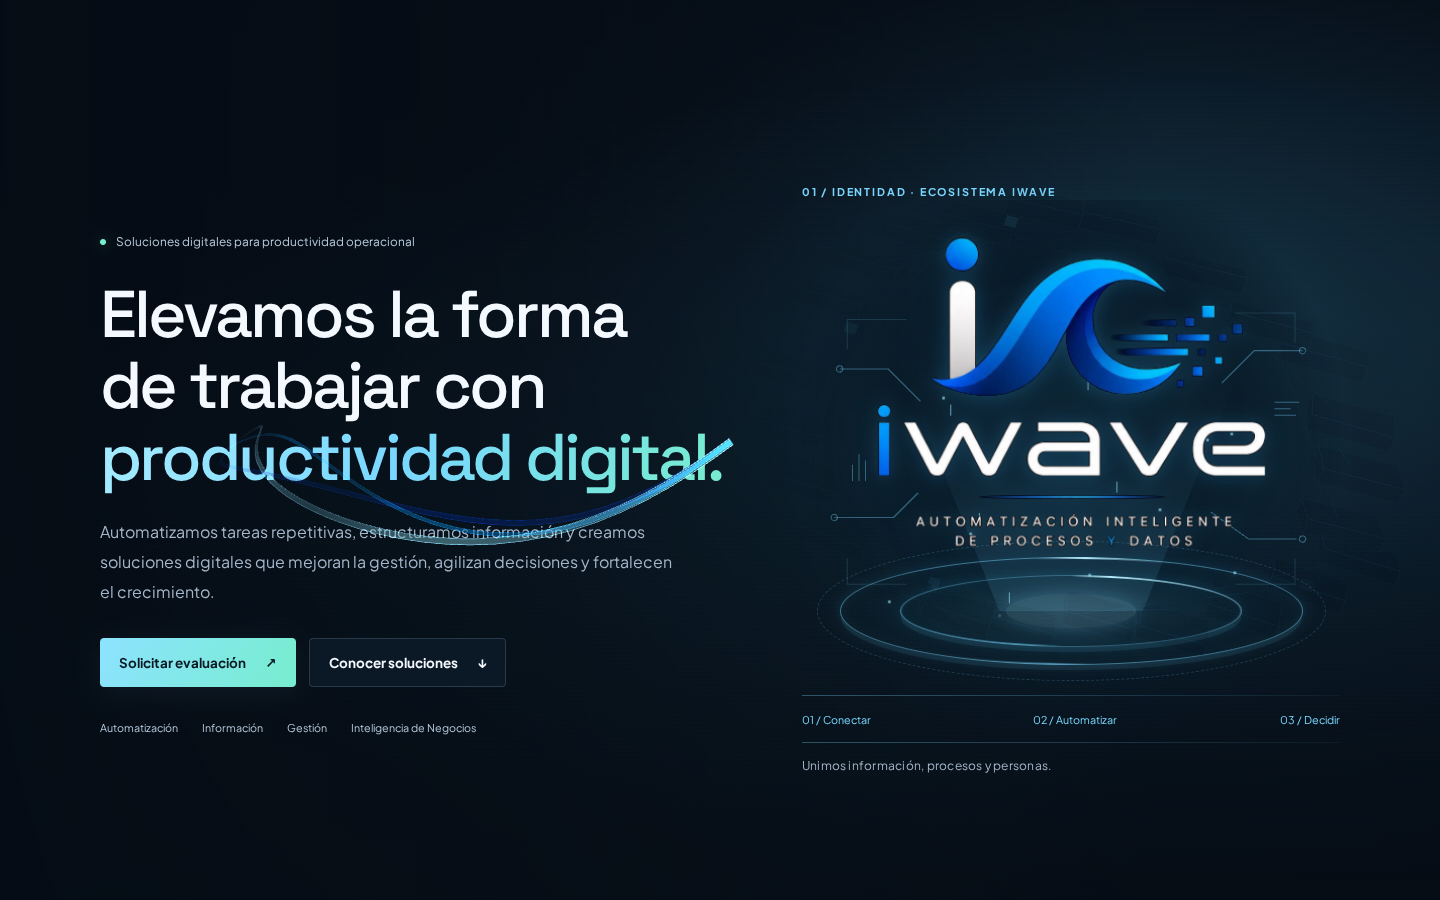 Soluciones digitales para productividad operacional
Elevamos la forma
de trabajar con
productividad digital.
Automatizamos tareas repetitivas, estructuramos información y creamos
soluciones digitales que mejoran la gestión, agilizan decisiones y fortalecen
el crecimiento.
Solicitar evaluación ↗
Conocer soluciones ↓
Automatización Información Gestión Inteligencia de Negocios
01 / IDENTIDAD · ECOSISTEMA IWAVE
iwave
AUTOMATIZACIÓN INTELIGENTE
DE PROCESOS Y DATOS
01 / Conectar 02 / Automatizar 03 / Decidir
Unimos información, procesos y personas.